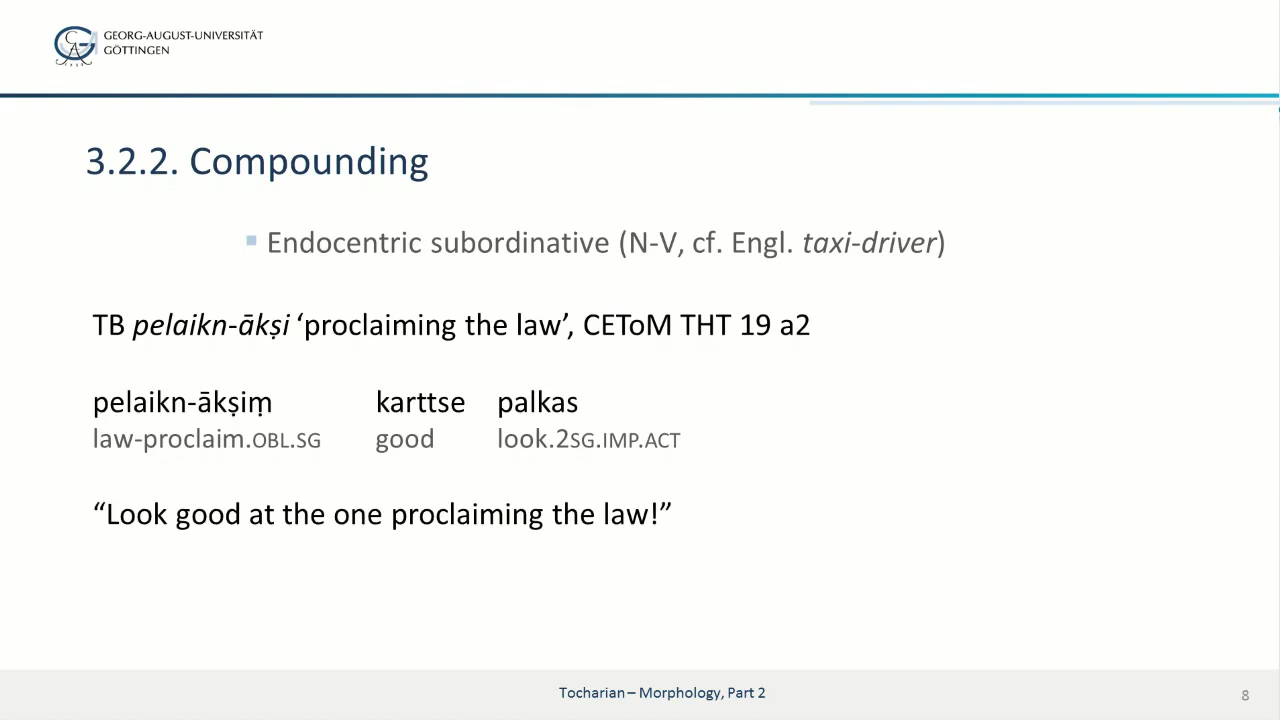 GEORG-AUGUST-UNIVERSITÄT
GÖTTINGEN
3.2.2. Compounding
▪ Endocentric subordinative (N-V, cf. Engl. taxi-driver)
TB pelaikn-ākṣi ‘proclaiming the law’, CEToM THT 19 a2
pelaikn-ākṣiṃ karttse palkas
law-proclaim.OBL.SG good look.2SG.IMP.ACT
“Look good at the one proclaiming the law!”
Tocharian – Morphology, Part 2
8